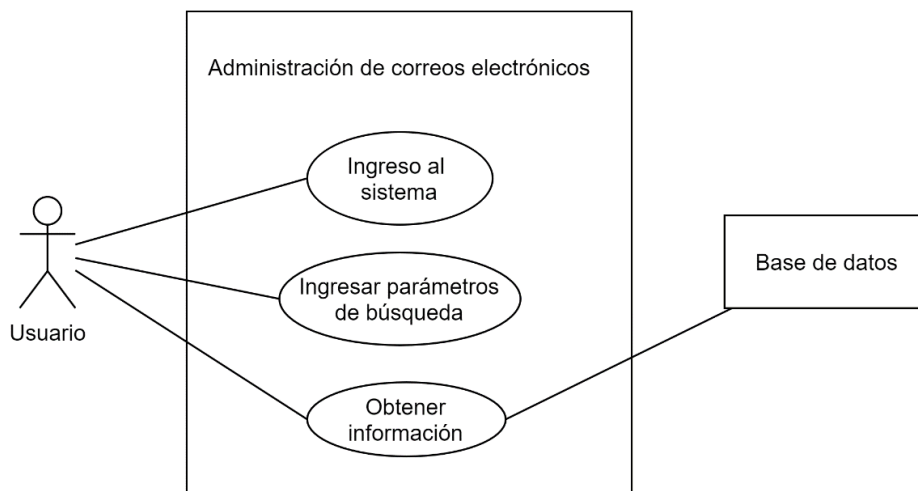 Administración de correos electrónicos
Ingreso al
sistema
Ingresar parámetros
de búsqueda
Obtener
información
Usuario
Base de datos